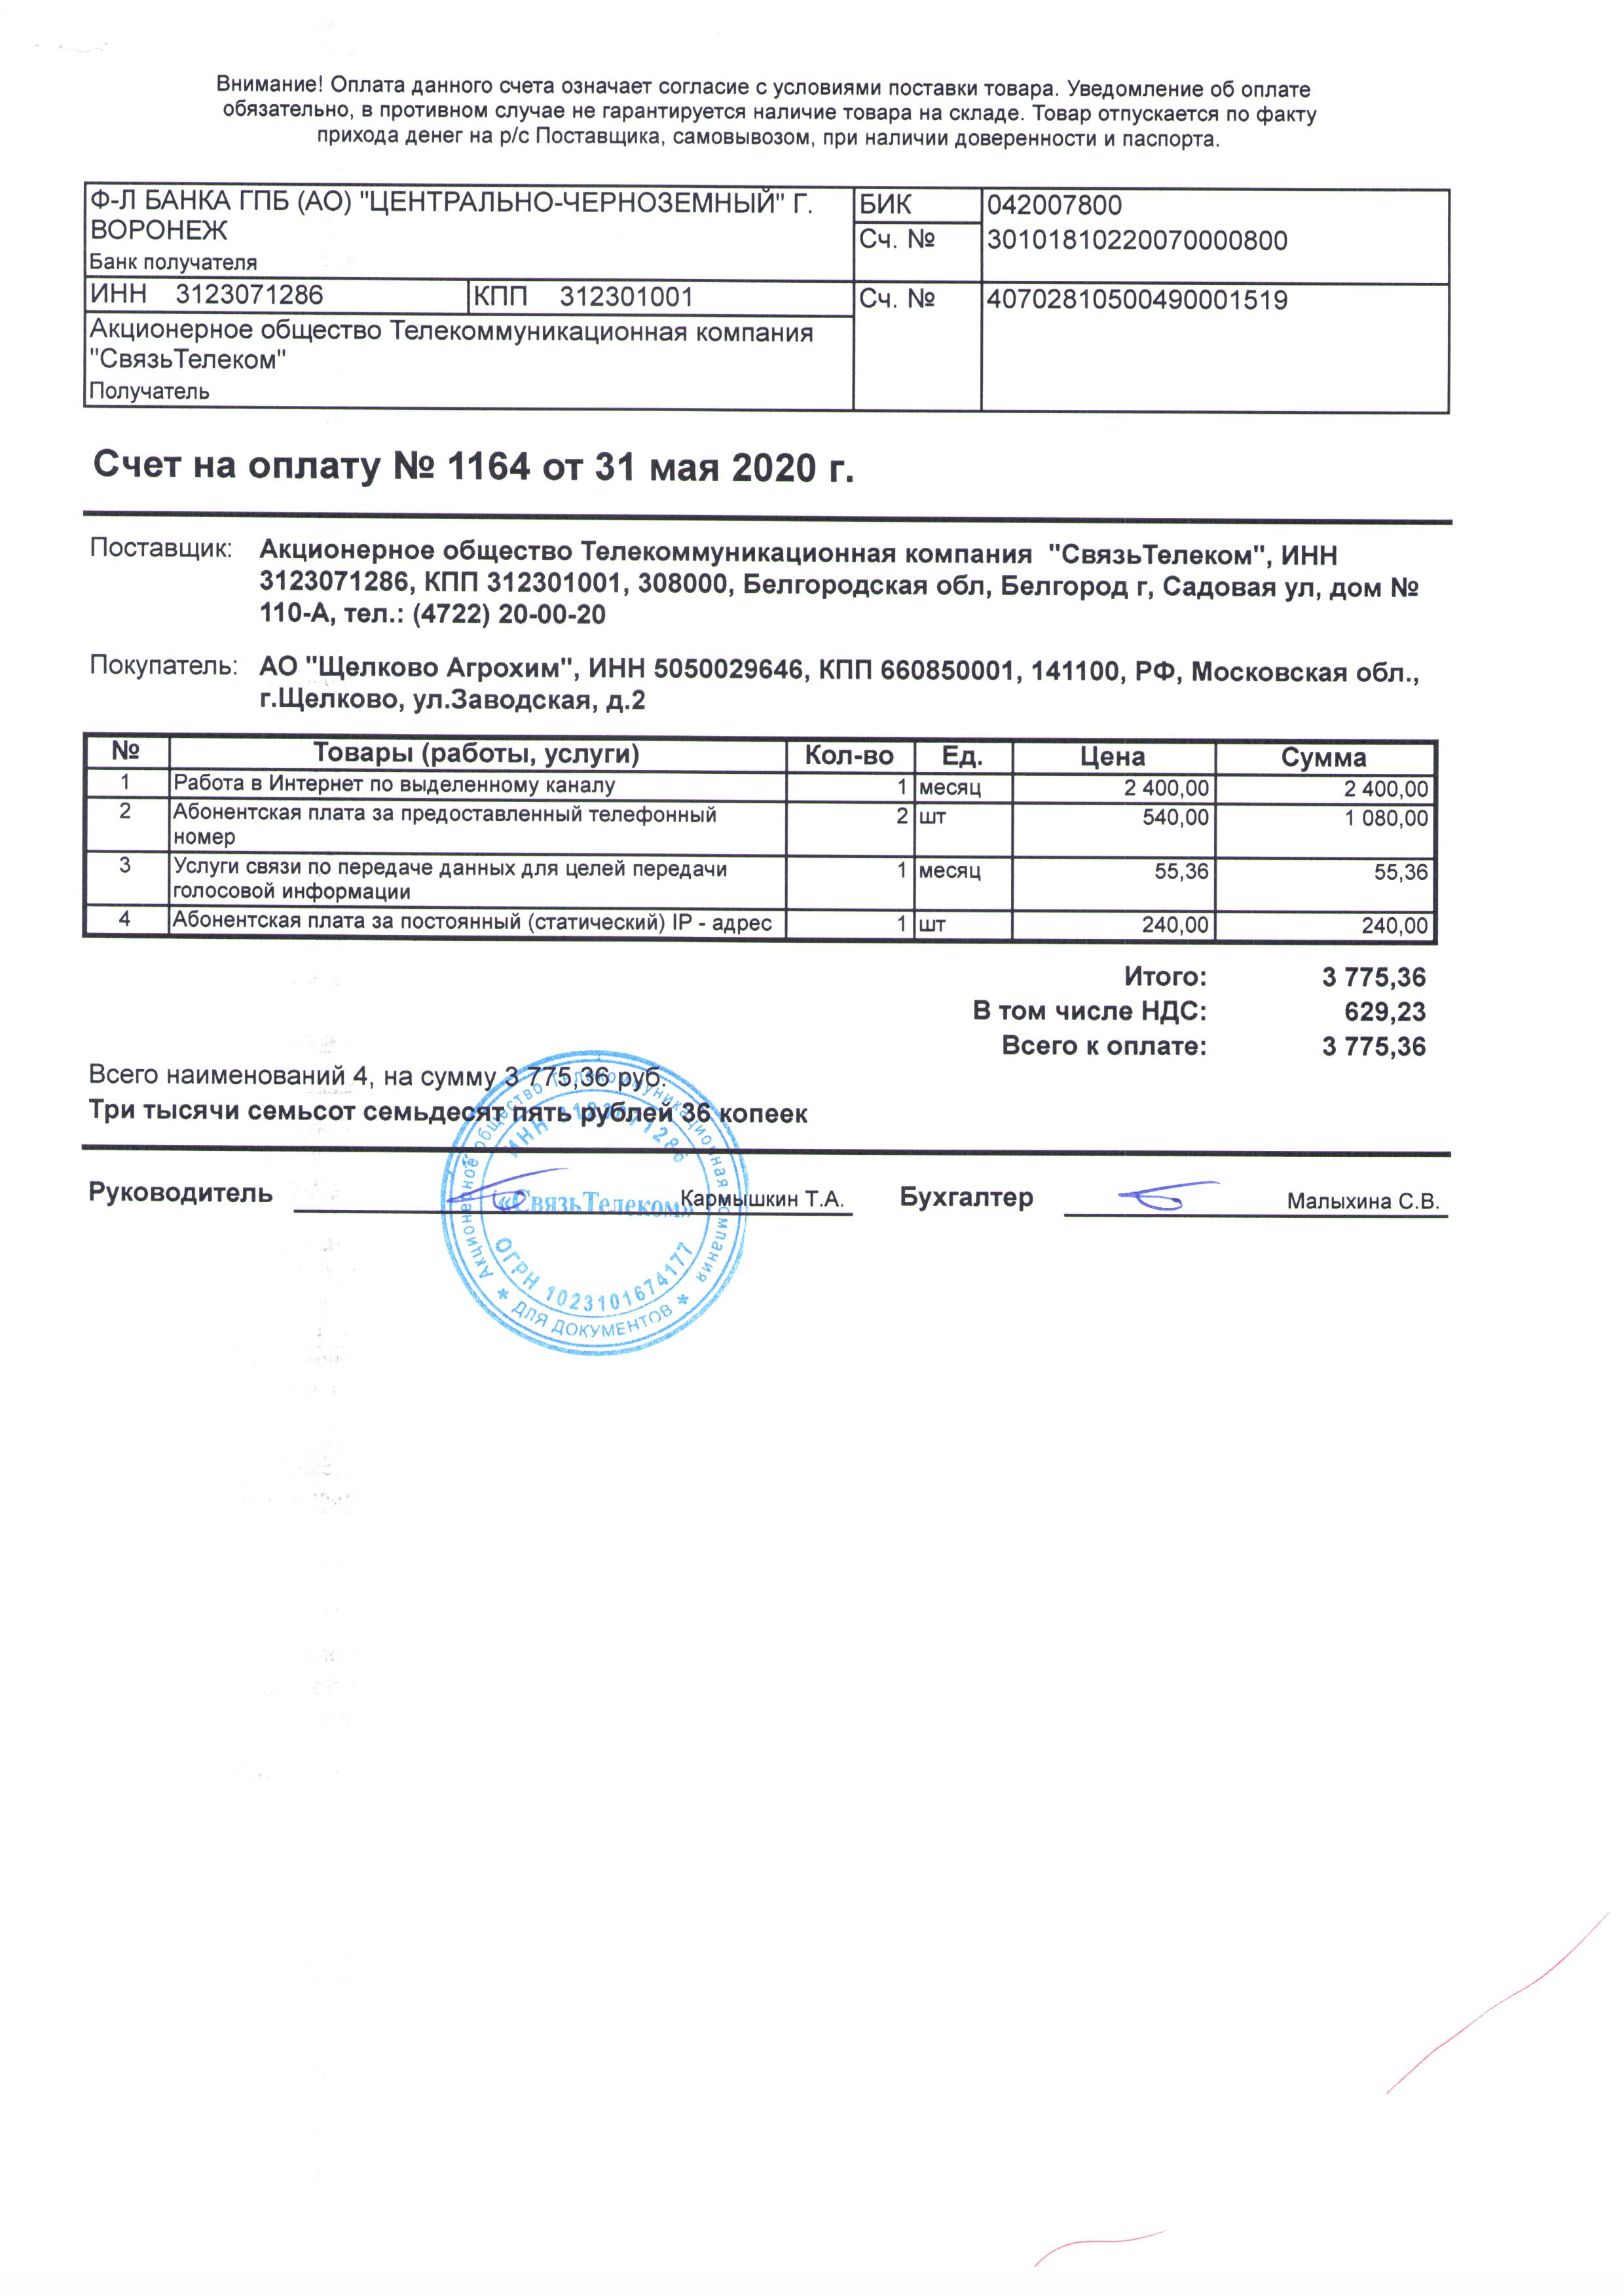 Внимание! Оплата данного счета означает согласие с условиями поставки товара. Уведомление об оплате
обязательно, в противном случае не гарантируется наличие товара на складе. Товар отпускается по факту
прихода денег на р/с Поставщика, самовывозом, при наличии доверенности и паспорта.
Ф-Л БАНКА ГПБ (АО) "ЦЕНТРАЛЬНО-ЧЕРНОЗЕМНЫЙ" Г. БИК 042007800
ВОРОНЕЖ Сч. № 30101810220070000800
Банк получателя
ИНН 3123071286 КПП 312301001 Сч. № 40702810500490001519
Акционерное общество Телекоммуникационная компания
"СвязьТелеком"
Получатель
Счет на оплату № 1164 от 31 мая 2020 г.
Поставщик: Акционерное общество Телекоммуникационная компания "СвязьТелеком", ИНН
3123071286, КПП 312301001, 308000, Белгородская обл, Белгород г, Садовая ул, дом №
110-А, тел.: (4722) 20-00-20
Покупатель: АО "Щелково Агрохим", ИНН 5050029646, КПП 660850001, 141100, РФ, Московская обл.,
г.Щелково, ул.Заводская, д.2
№ Товары (работы, услуги) Кол-во Ед. Цена Сумма
1 Работа в Интернет по выделенному каналу 1 месяц 2 400,00 2 400,00
2 Абонентская плата за предоставленный телефонный 2 шт 540,00 1 080,00
номер
3 Услуги связи по передаче данных для целей передачи 1 месяц 55,36 55,36
голосовой информации
4 Абонентская плата за постоянный (статический) IP - адрес 1 шт 240,00 240,00
Итого: 3 775,36
В том числе НДС: 629,23
Всего к оплате: 3 775,36
Всего наименований 4, на сумму 3 775,36 руб.
Три тысячи семьсот семьдесят пять рублей 36 копеек
Руководитель Кармышкин Т.А. Бухгалтер Малыхина С.В.
Акционерное общество Телекоммуникационная компания
ИНН 3123071286
«СвязьТелеком»
ОГРН 1023101674177
* ДЛЯ ДОКУМЕНТОВ *